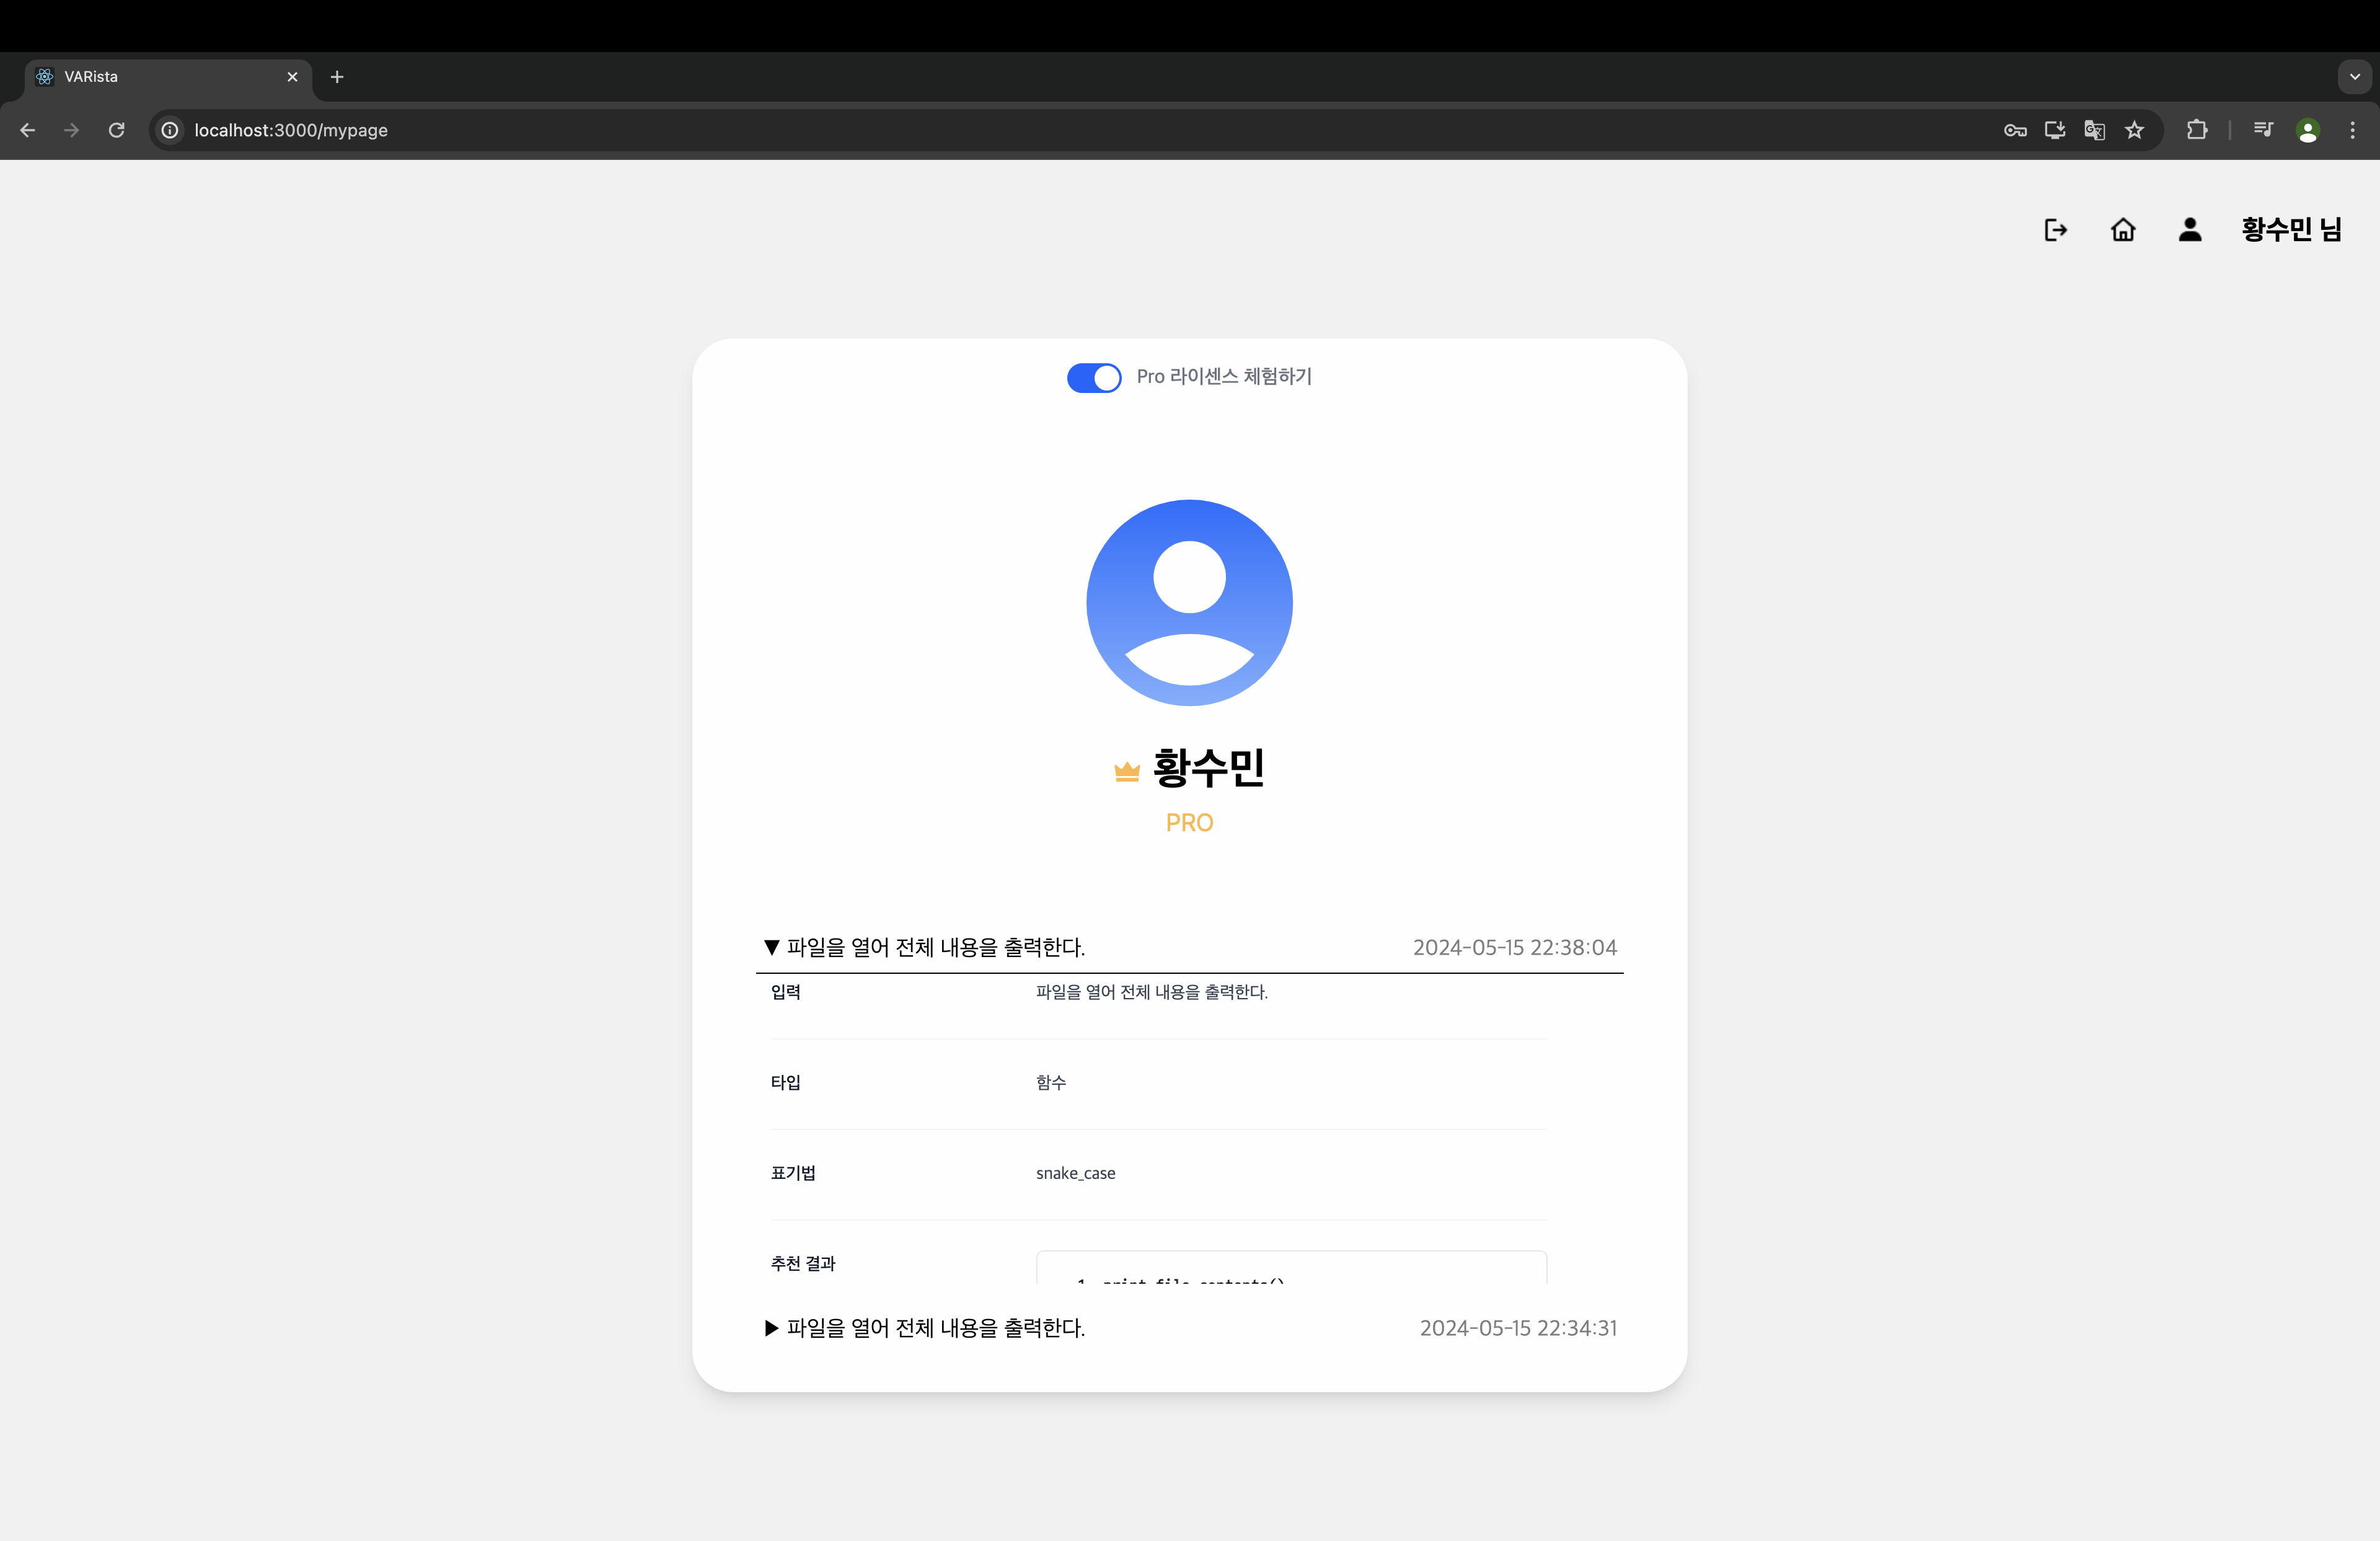 VARista
localhost:3000/mypage
황수민 님
Pro 라이센스 체험하기
황수민
PRO
▼ 파일을 열어 전체 내용을 출력한다. 2024-05-15 22:38:04
입력 파일을 열어 전체 내용을 출력한다.
타입 함수
표기법 snake_case
추천 결과
1. print_file_contents()
▶ 파일을 열어 전체 내용을 출력한다. 2024-05-15 22:34:31